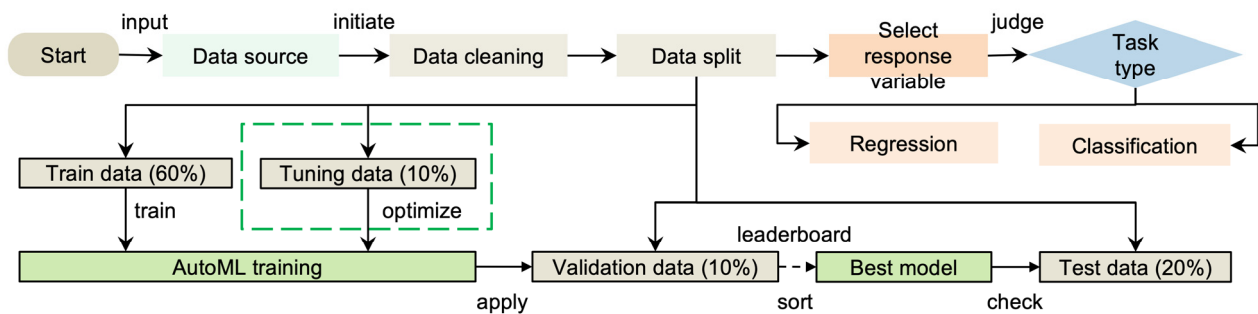 input
initiate
judge
Start
Data source
Data cleaning
Data split
Select
response
variable
Task
type
Regression
Classification
Train data (60%)
Tuning data (10%)
train
optimize
leaderboard
AutoML training
Validation data (10%)
Best model
Test data (20%)
apply
sort
check